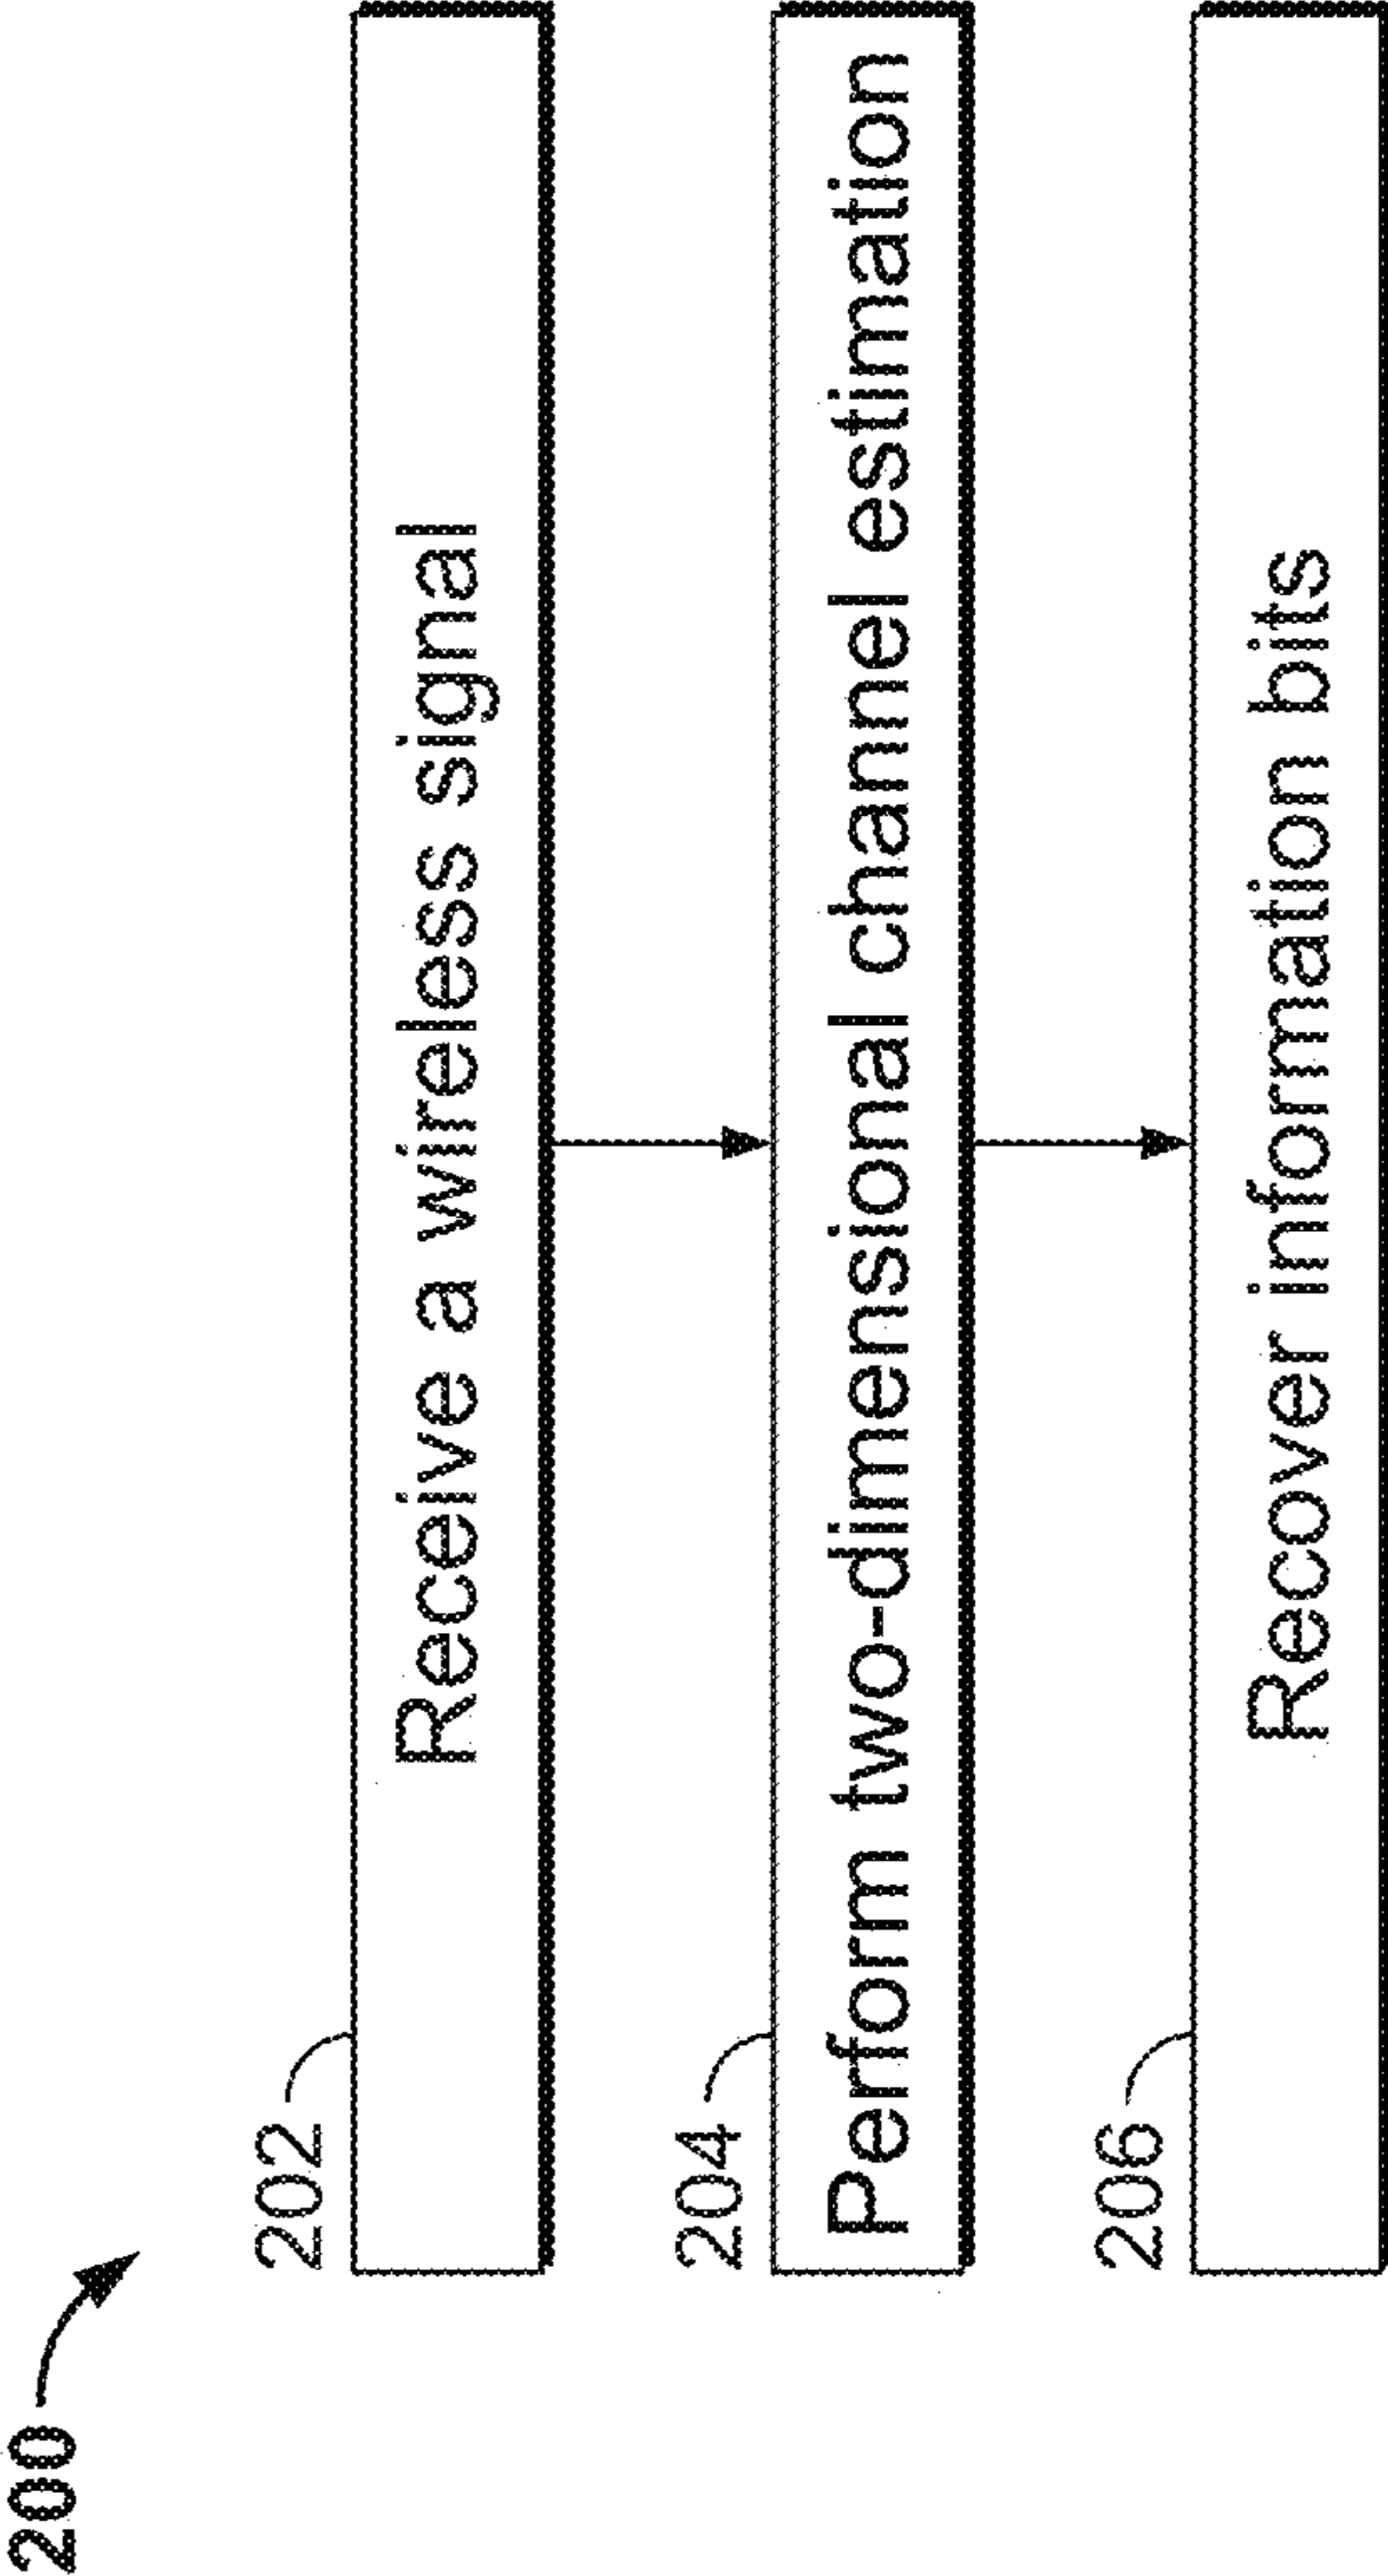 200
202
Receive a wireless signal
204
Perform two-dimensional channel estimation
206
Recover information bits